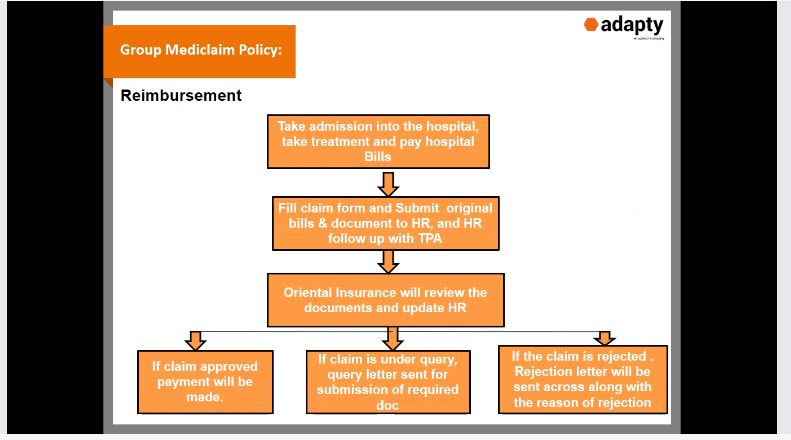 adapty
Group Mediclaim Policy:
Reimbursement
Take admission into the hospital,
take treatment and pay hospital
Bills
Fill claim form and Submit original
bills & document to HR, and HR
follow up with TPA
Oriental Insurance will review the
documents and update HR
If claim approved
payment will be
made.
If claim is under query,
query letter sent for
submission of required
doc
If the claim is rejected .
Rejection letter will be
sent across along with
the reason of rejection